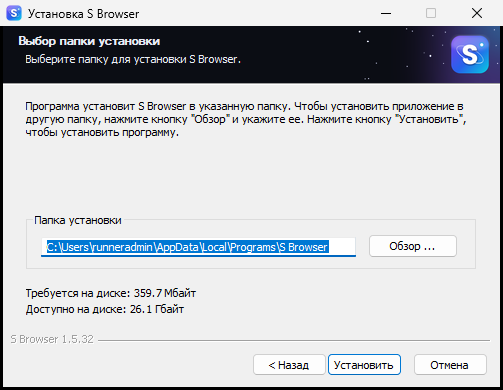 Установка S Browser
Выбор папки установки
Выберите папку для установки S Browser.
S
Программа установит S Browser в указанную папку. Чтобы установить приложение в
другую папку, нажмите кнопку "Обзор" и укажите ее. Нажмите кнопку "Установить",
чтобы установить программу.
Папка установки
C:\Users\runneradmin\AppData\Local\Programs\S Browser
Обзор ...
Требуется на диске: 359.7 Мбайт
Доступно на диске: 26.1 Гбайт
S Browser 1.5.32
< Назад
Установить
Отмена